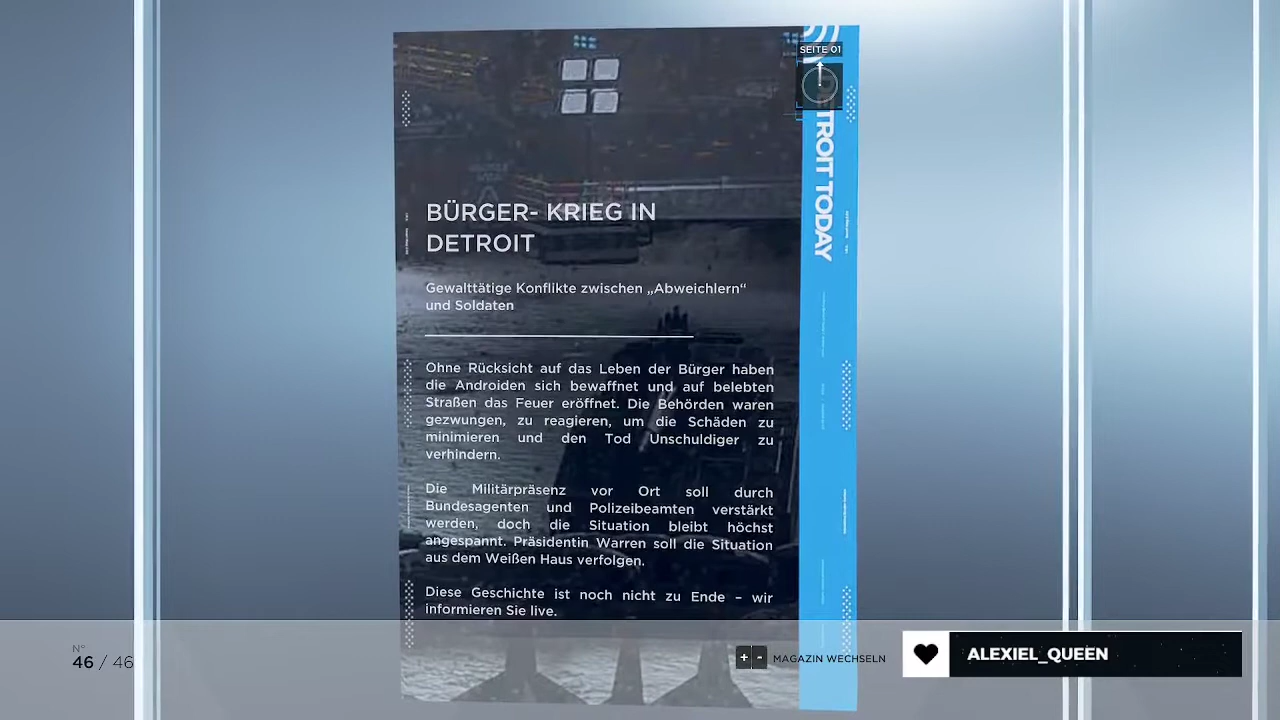 SEITE 01
DETROIT TODAY
BÜRGER- KRIEG IN
DETROIT
Gewalttätige Konflikte zwischen „Abweichlern“
und Soldaten
Ohne Rücksicht auf das Leben der Bürger haben
die Androiden sich bewaffnet und auf belebten
Straßen das Feuer eröffnet. Die Behörden waren
gezwungen, zu reagieren, um die Schäden zu
minimieren und den Tod Unschuldiger zu
verhindern.
Die Militärpräsenz vor Ort soll durch
Bundesagenten und Polizeibeamten verstärkt
werden, doch die Situation bleibt höchst
angespannt. Präsidentin Warren soll die Situation
aus dem Weißen Haus verfolgen.
Diese Geschichte ist noch nicht zu Ende – wir
informieren Sie live.
N°
46 / 46
+ - MAGAZIN WECHSELN
ALEXIEL_QUEEN